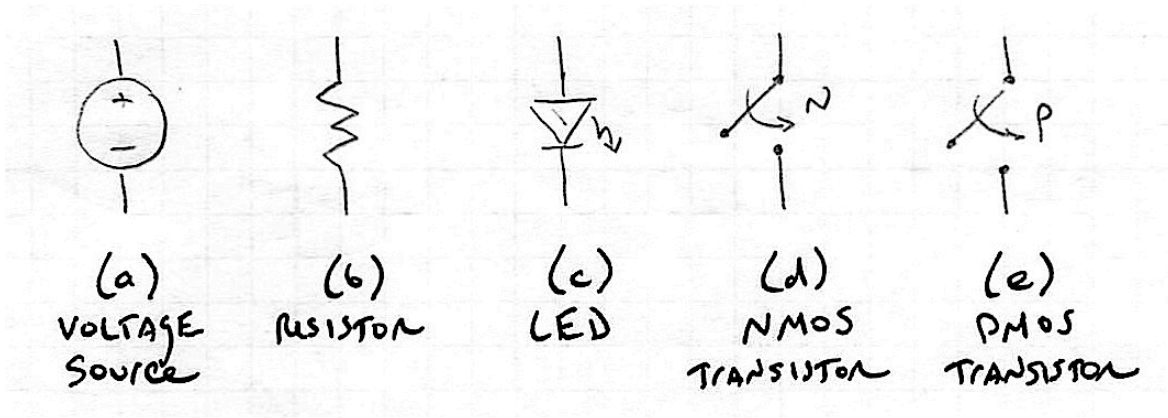 +
-
N
P
(a)
(b)
(c)
(d)
(e)
VOLTAGE
SOURCE
RESISTOR
LED
NMOS
TRANSISTOR
PMOS
TRANSISTOR